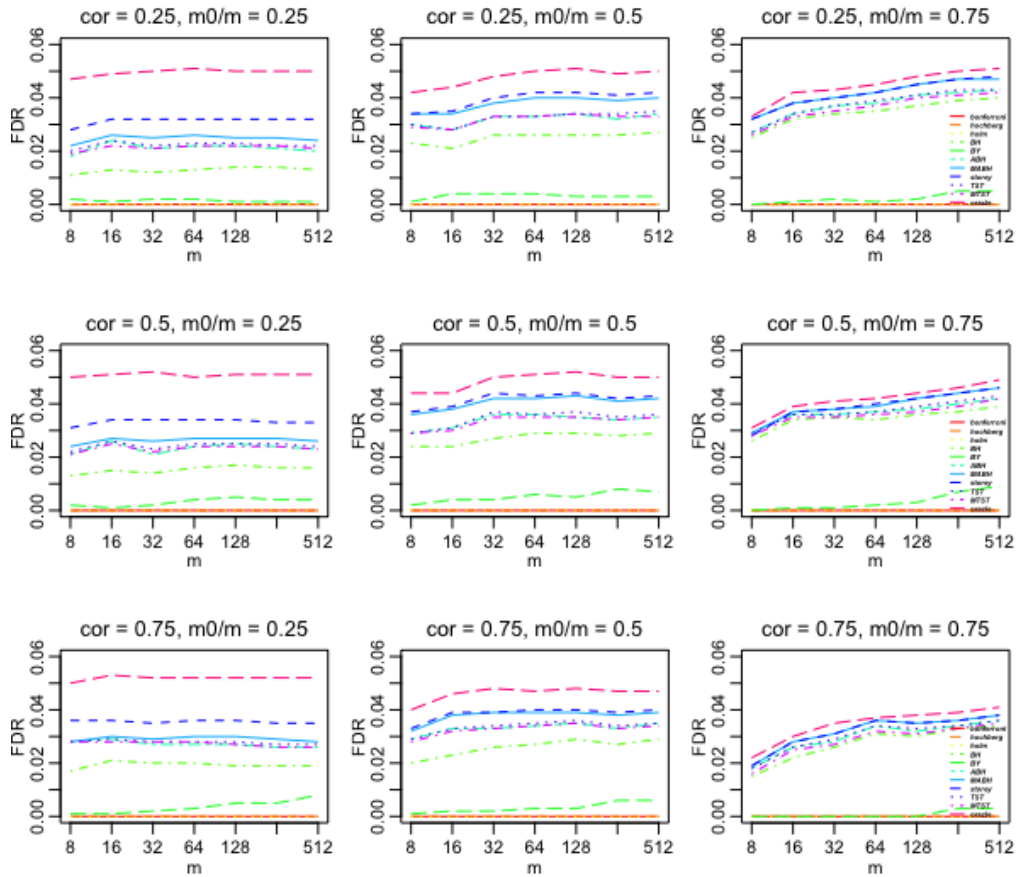 cor = 0.25, m0/m = 0.25
cor = 0.25, m0/m = 0.5
cor = 0.25, m0/m = 0.75
FDR
0.00 0.02 0.04 0.06
8 16 32 64 128 512
m
FDR
0.00 0.02 0.04 0.06
8 16 32 64 128 512
m
FDR
0.00 0.02 0.04 0.06
bonferroni
hochberg
holm
BH
BY
ABH
MABH
storey
TST
MTST
oracle
8 16 32 64 128 512
m
cor = 0.5, m0/m = 0.25
cor = 0.5, m0/m = 0.5
cor = 0.5, m0/m = 0.75
FDR
0.00 0.02 0.04 0.06
8 16 32 64 128 512
m
FDR
0.00 0.02 0.04 0.06
8 16 32 64 128 512
m
FDR
0.00 0.02 0.04 0.06
bonferroni
hochberg
holm
BH
BY
ABH
MABH
storey
TST
MTST
oracle
8 16 32 64 128 512
m
cor = 0.75, m0/m = 0.25
cor = 0.75, m0/m = 0.5
cor = 0.75, m0/m = 0.75
FDR
0.00 0.02 0.04 0.06
8 16 32 64 128 512
m
FDR
0.00 0.02 0.04 0.06
8 16 32 64 128 512
m
FDR
0.00 0.02 0.04 0.06
bonferroni
hochberg
holm
BH
BY
ABH
MABH
storey
TST
MTST
oracle
8 16 32 64 128 512
m